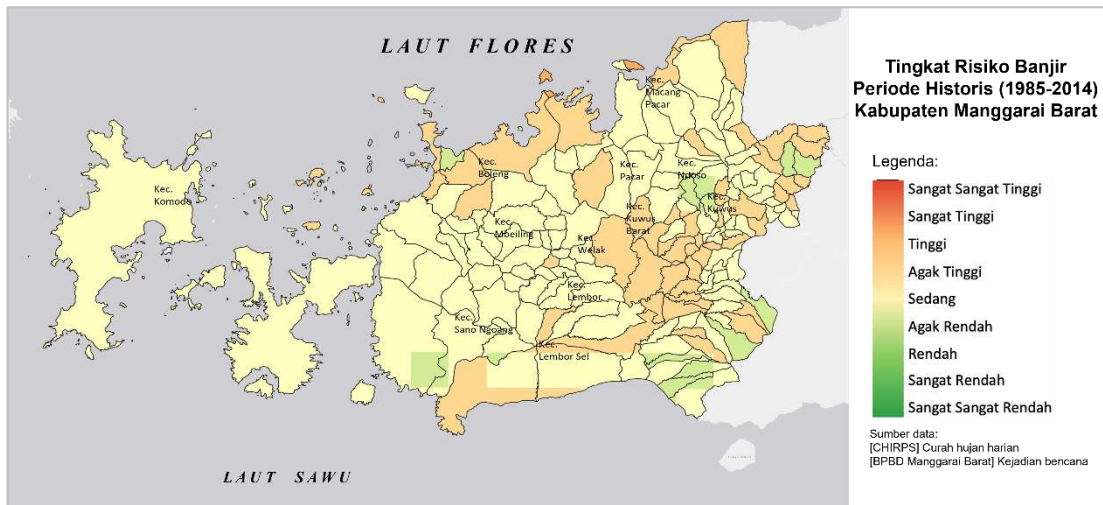 LAUT FLORES
Kec.
Macang
Pacar
Kec.
Boleng
Kec.
Pacar
Kec.
Ndoso
Kec.
Komodo
Kec.
Kuwus
Kec.
Kuwus
Barat
Kec.
Mbeiling
Kec.
Welak
Kec.
Lembor
Kec.
Sano Ngoang
Kec.
Lembor Sel
LAUT SAWU
Tingkat Risiko Banjir
Periode Historis (1985-2014)
Kabupaten Manggarai Barat
Legenda:
Sangat Sangat Tinggi
Sangat Tinggi
Tinggi
Agak Tinggi
Sedang
Agak Rendah
Rendah
Sangat Rendah
Sangat Sangat Rendah
Sumber data:
[CHIRPS] Curah hujan harian
[BPBD Manggarai Barat] Kejadian bencana